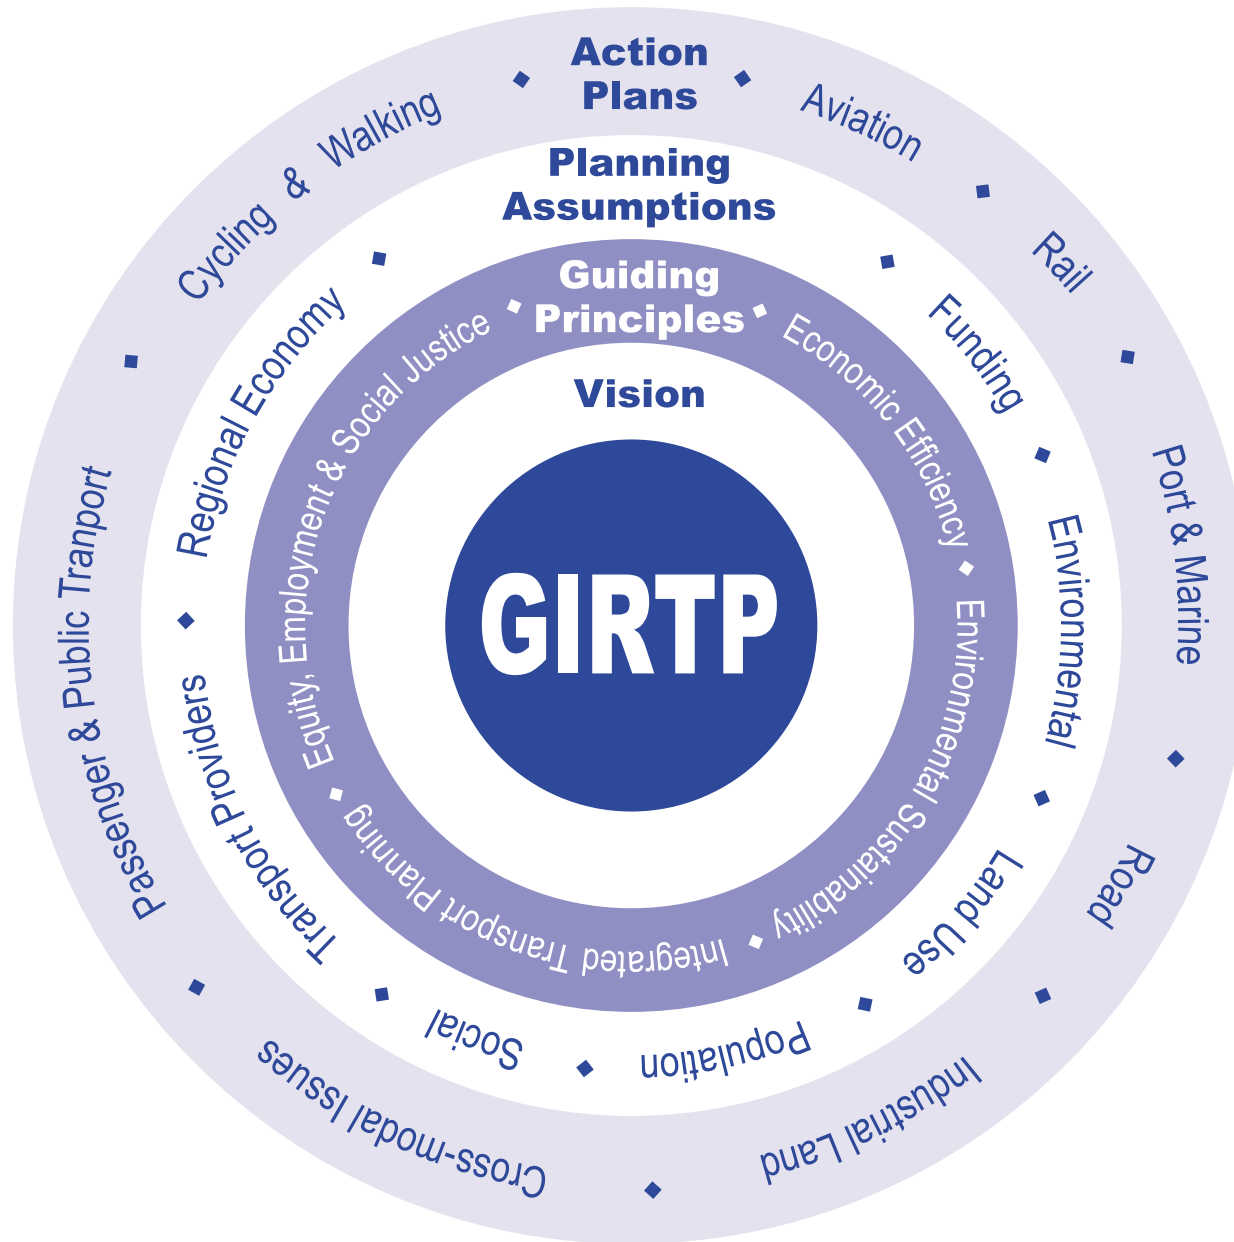 Action
Plans
Aviation
Rail
Port & Marine
Road
Industrial Land
Cross-modal Issues
Passenger & Public Tranport
Cycling & Walking
Planning
Assumptions
Funding
Environmental
Land Use
Population
Social
Transport Providers
Regional Economy
Guiding
Principles
Economic Efficiency
Environmental Sustainability
Integrated Transport Planning
Equity, Employment & Social Justice
Vision
GIRTP